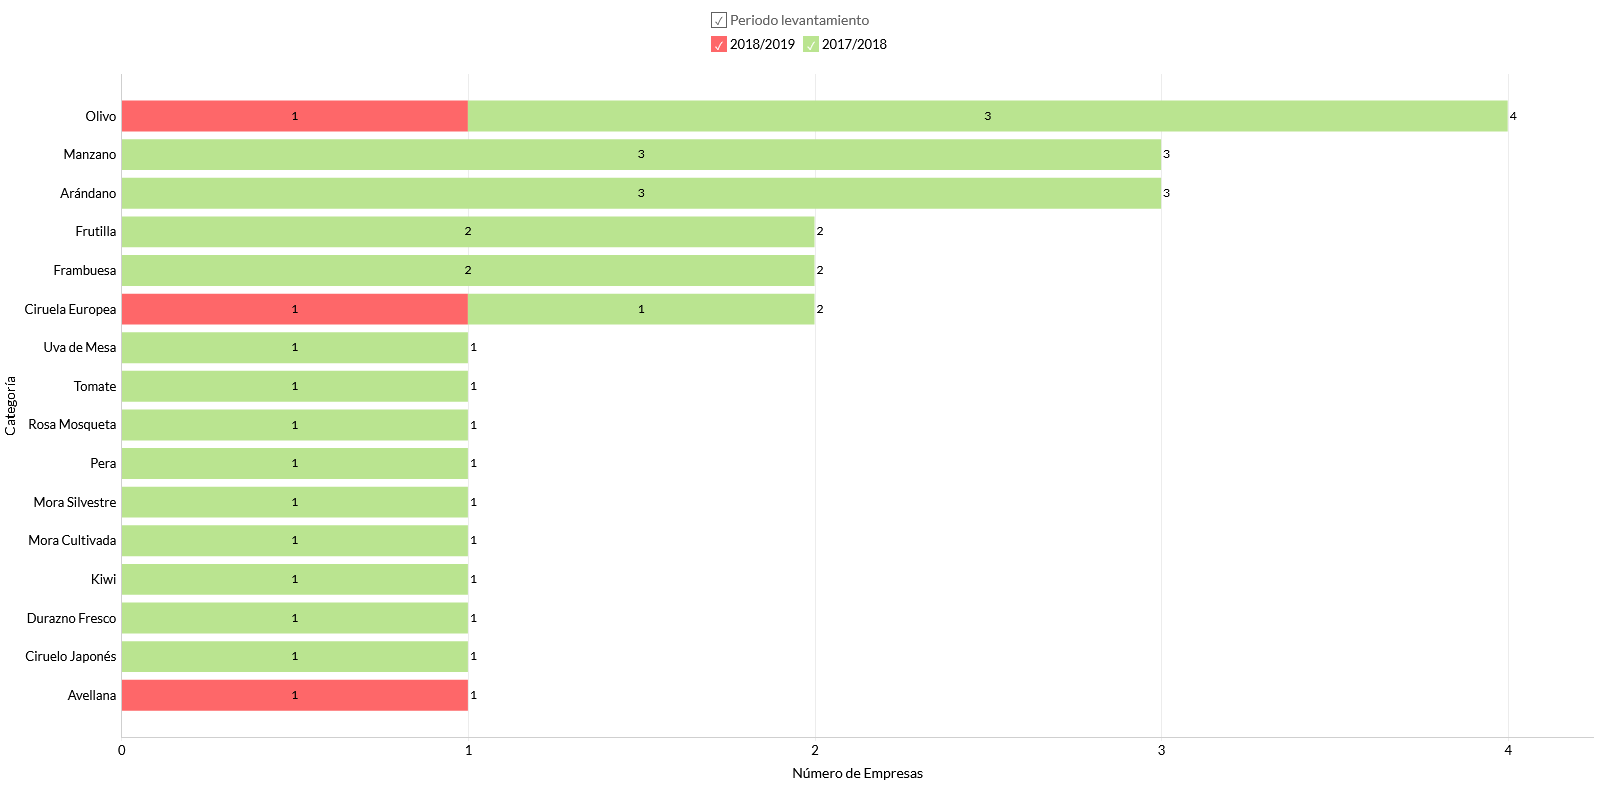 Periodo levantamiento
2018/2019 2017/2018
Olivo 1 3 4
Manzano 3 3
Arándano 3 3
Frutilla 2 2
Frambuesa 2 2
Ciruela Europea 1 1 2
Uva de Mesa 1 1
Tomate 1 1
Rosa Mosqueta 1 1
Pera 1 1
Mora Silvestre 1 1
Mora Cultivada 1 1
Kiwi 1 1
Durazno Fresco 1 1
Ciruelo Japonés 1 1
Avellana 1 1
Categoría
0 1 2 3 4
Número de Empresas